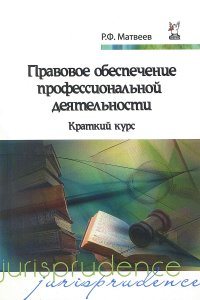 Р.Ф. Матвеев
Правовое обеспечение
профессиональной
деятельности
Краткий курс
jurisprudence
jurisprudence